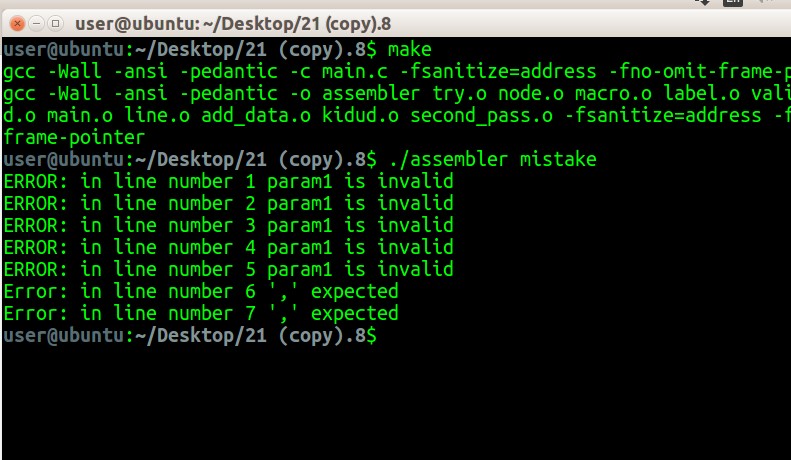 user@ubuntu: ~/Desktop/21 (copy).8
user@ubuntu:~/Desktop/21 (copy).8$ make
gcc -Wall -ansi -pedantic -c main.c -fsanitize=address -fno-omit-frame-p
gcc -Wall -ansi -pedantic -o assembler try.o node.o macro.o label.o vali
d.o main.o line.o add_data.o kidud.o second_pass.o -fsanitize=address -f
frame-pointer
user@ubuntu:~/Desktop/21 (copy).8$ ./assembler mistake
ERROR: in line number 1 param1 is invalid
ERROR: in line number 2 param1 is invalid
ERROR: in line number 3 param1 is invalid
ERROR: in line number 4 param1 is invalid
ERROR: in line number 5 param1 is invalid
Error: in line number 6 ',' expected
Error: in line number 7 ',' expected
user@ubuntu:~/Desktop/21 (copy).8$